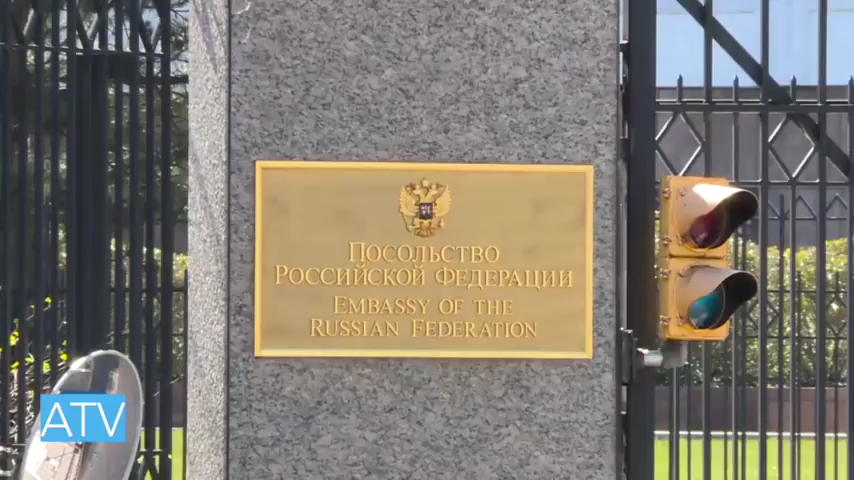 ПОСОЛЬСТВО
РОССИЙСКОЙ ФЕДЕРАЦИИ
EMBASSY OF THE
RUSSIAN FEDERATION
ATV